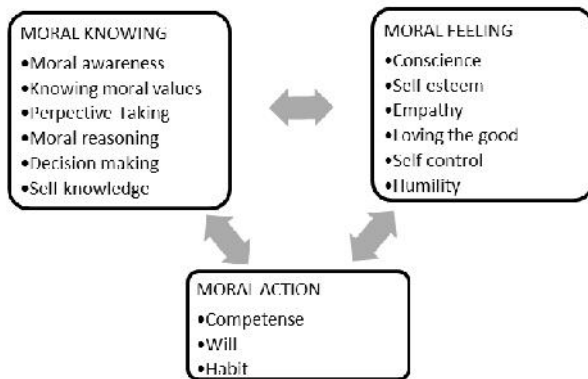 MORAL KNOWING
•Moral awareness
•Knowing moral values
•Perpective Taking
•Moral reasoning
•Decision making
•Self knowledge
MORAL FEELING
•Conscience
•Self esteem
•Empathy
•Loving the good
•Self control
•Humility
MORAL ACTION
•Competense
•Will
•Habit